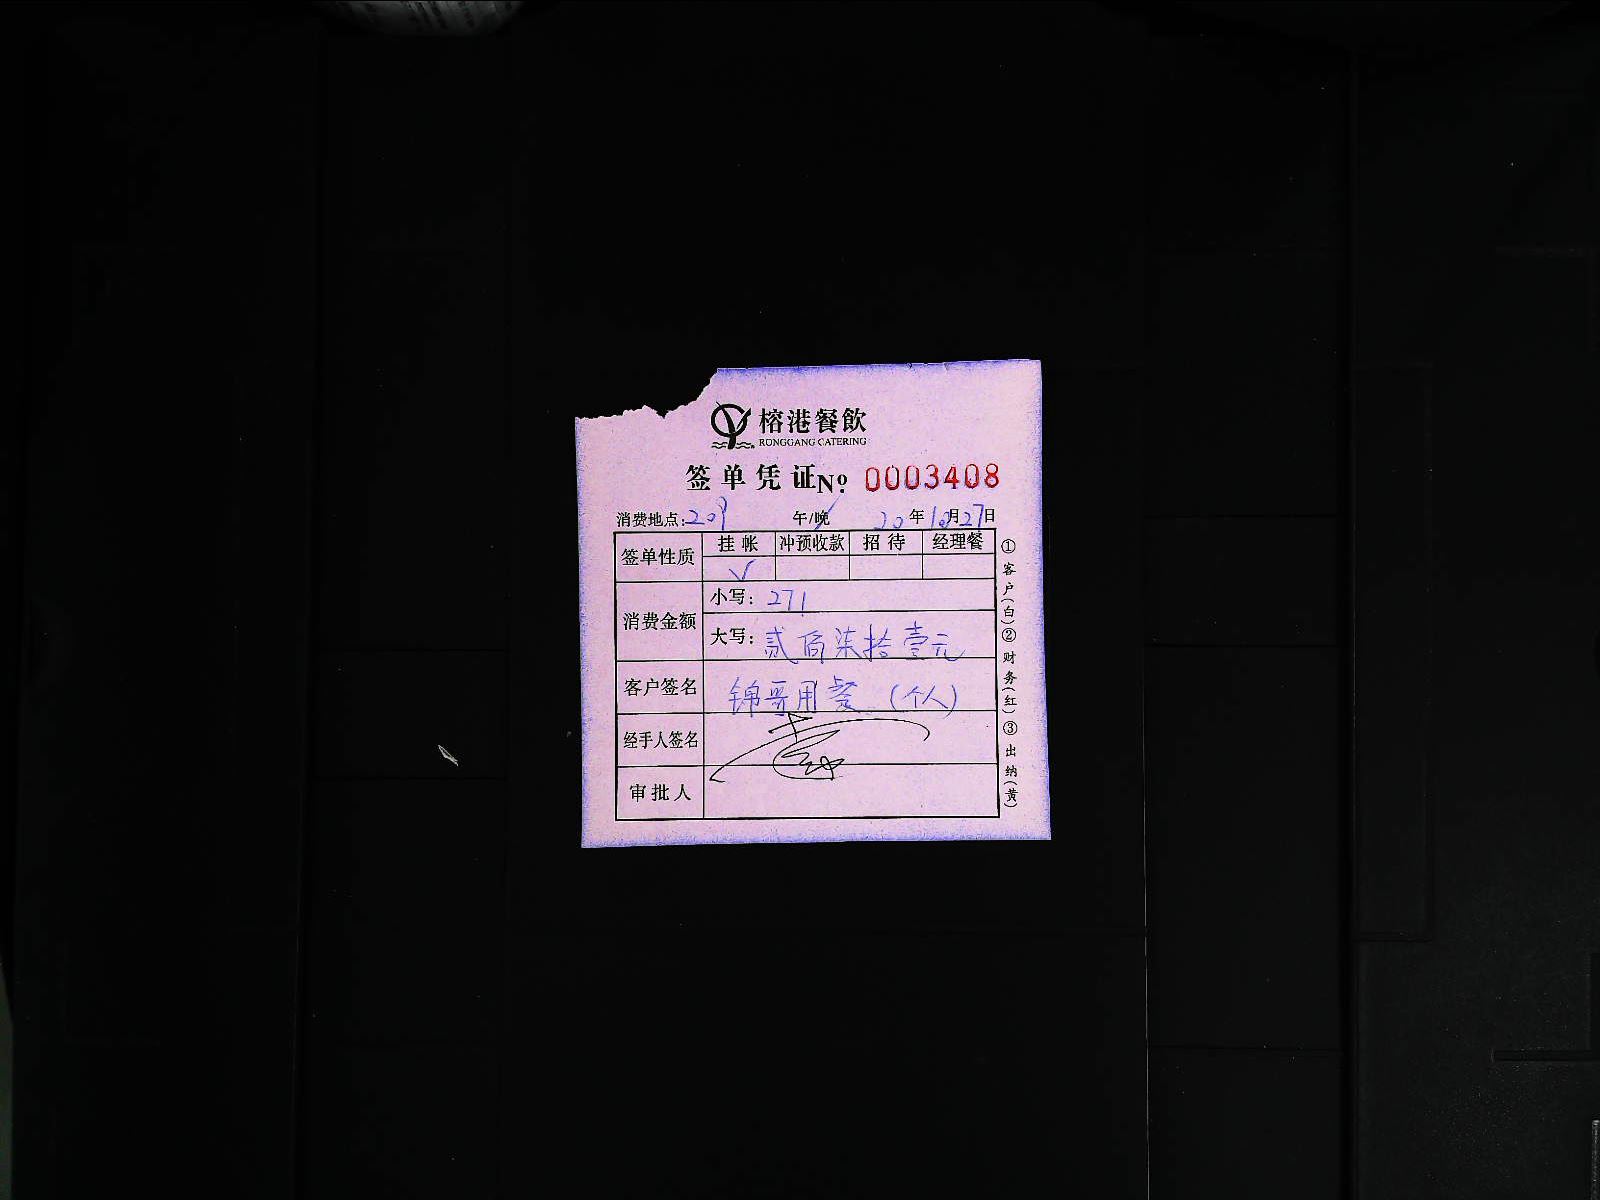 榕港餐飲
RONGGANG CATERING
签单凭证№ 0003408
消费地点:209 午/晚 20年10月27日
签单性质 挂帐 冲预收款 招待 经理餐
√
消费金额 小写: 271
大写: 贰佰柒拾壹元
客户签名 锦哥用餐 (个人)
经手人签名
审批人
①客户(白)②财务(红)③出纳(黄)